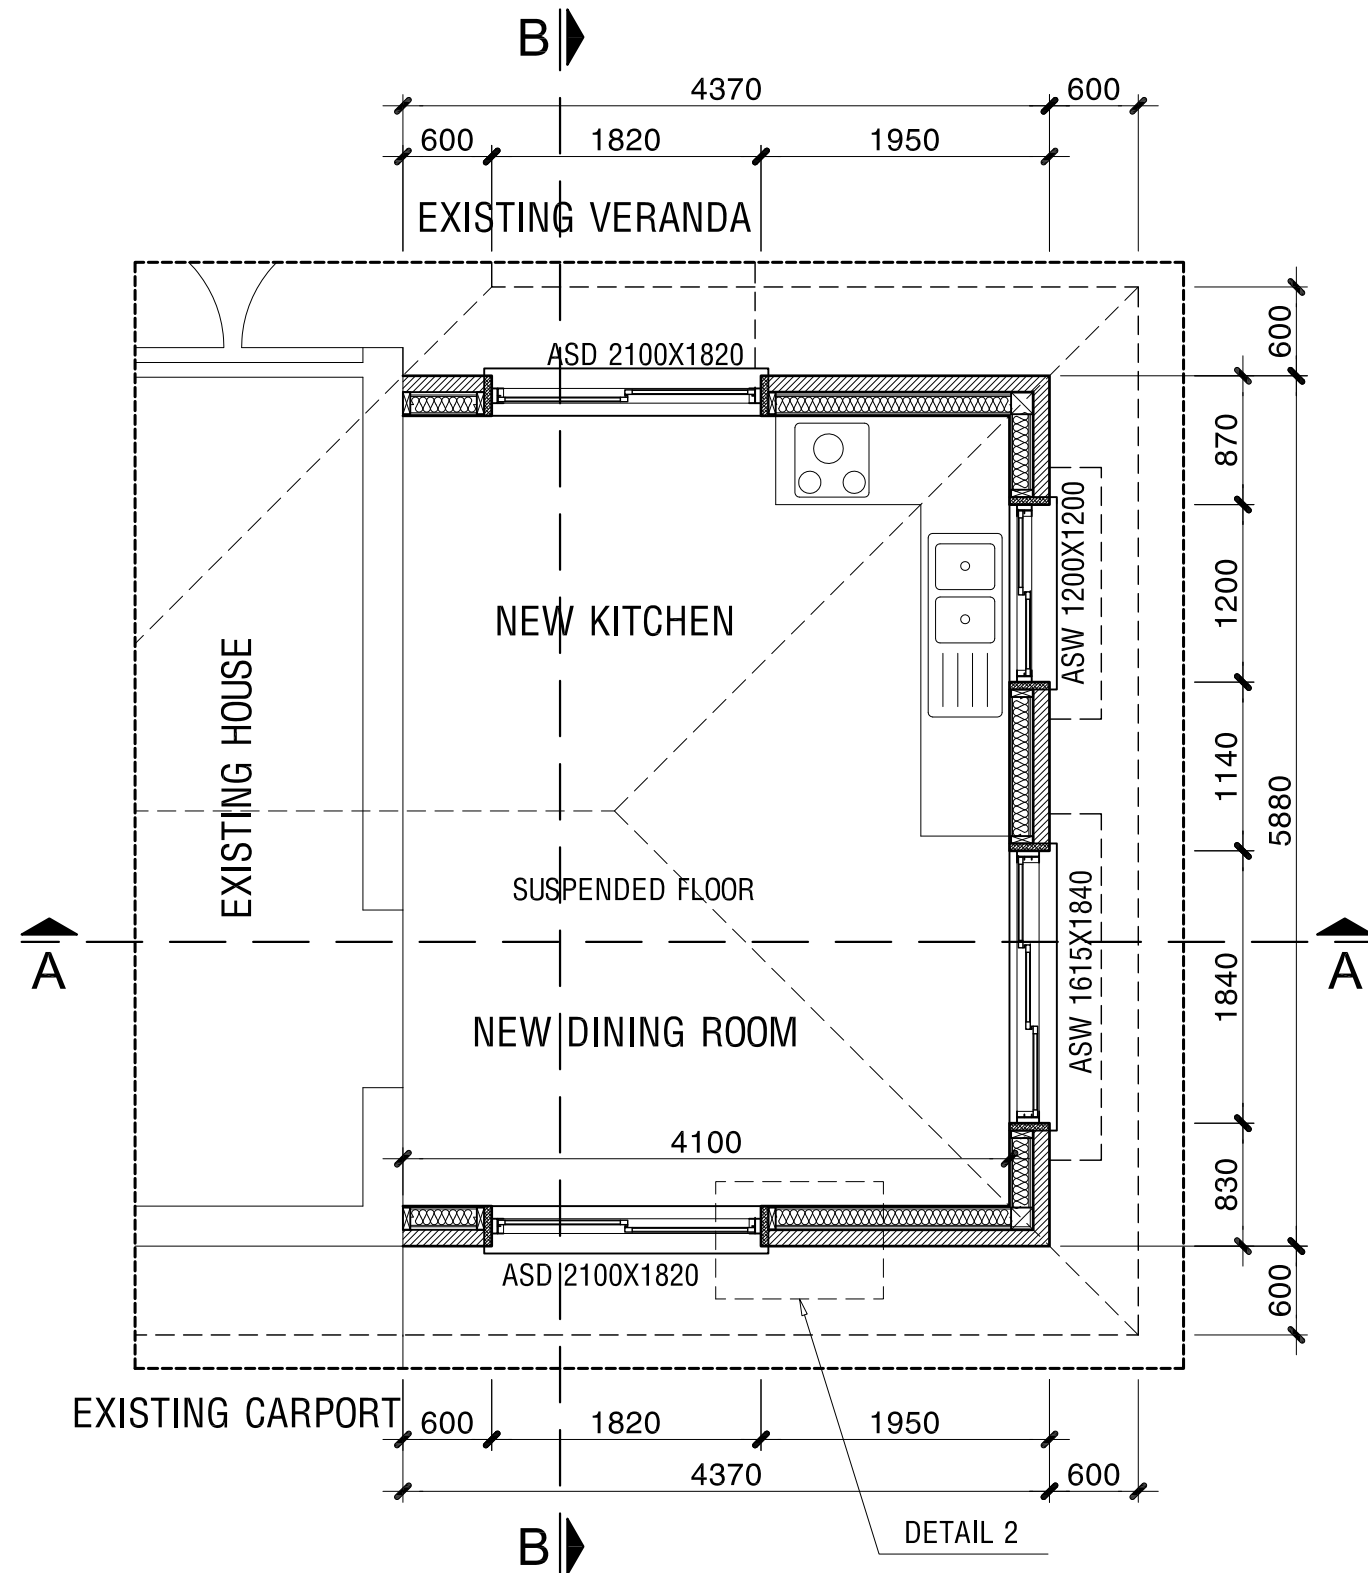 B
4370 600
600 1820 1950
EXISTING VERANDA
600
ASD 2100X1820
870
ASW 1200X1200
1200
NEW KITCHEN
EXISTING HOUSE
1140
5880
SUSPENDED FLOOR
ASW 1615X1840
A A
1840
NEW DINING ROOM
4100
830
ASD 2100X1820
600
EXISTING CARPORT
600 1820 1950
4370 600
DETAIL 2
B